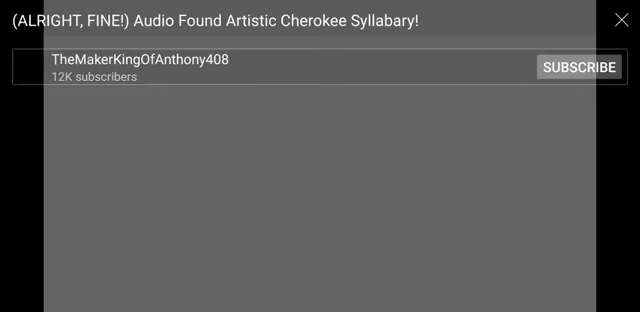 (ALRIGHT, FINE!) Audio Found Artistic Cherokee Syllabary!
TheMakerKingOfAnthony408
12K subscribers
SUBSCRIBE